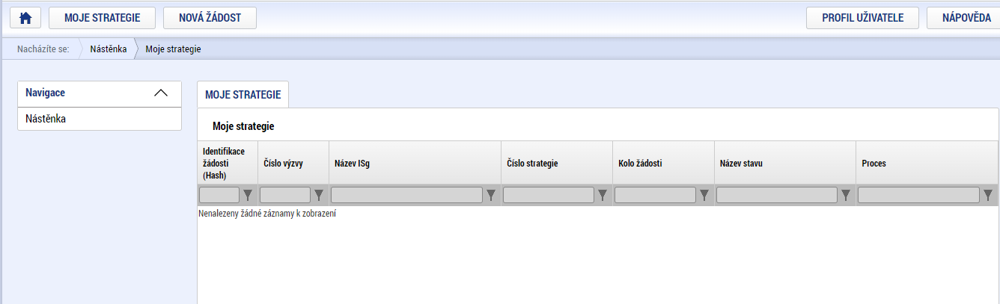 MOJE STRATEGIE NOVÁ ŽÁDOST PROFIL UŽIVATELE NÁPOVĚDA
Nacházíte se: Nástěnka Moje strategie
Navigace
Nástěnka
MOJE STRATEGIE
Moje strategie
Identifikace
žádosti
(Hash)
Číslo výzvy
Název ISg
Číslo strategie
Kolo žádosti
Název stavu
Proces
Nenalezeny žádné záznamy k zobrazení